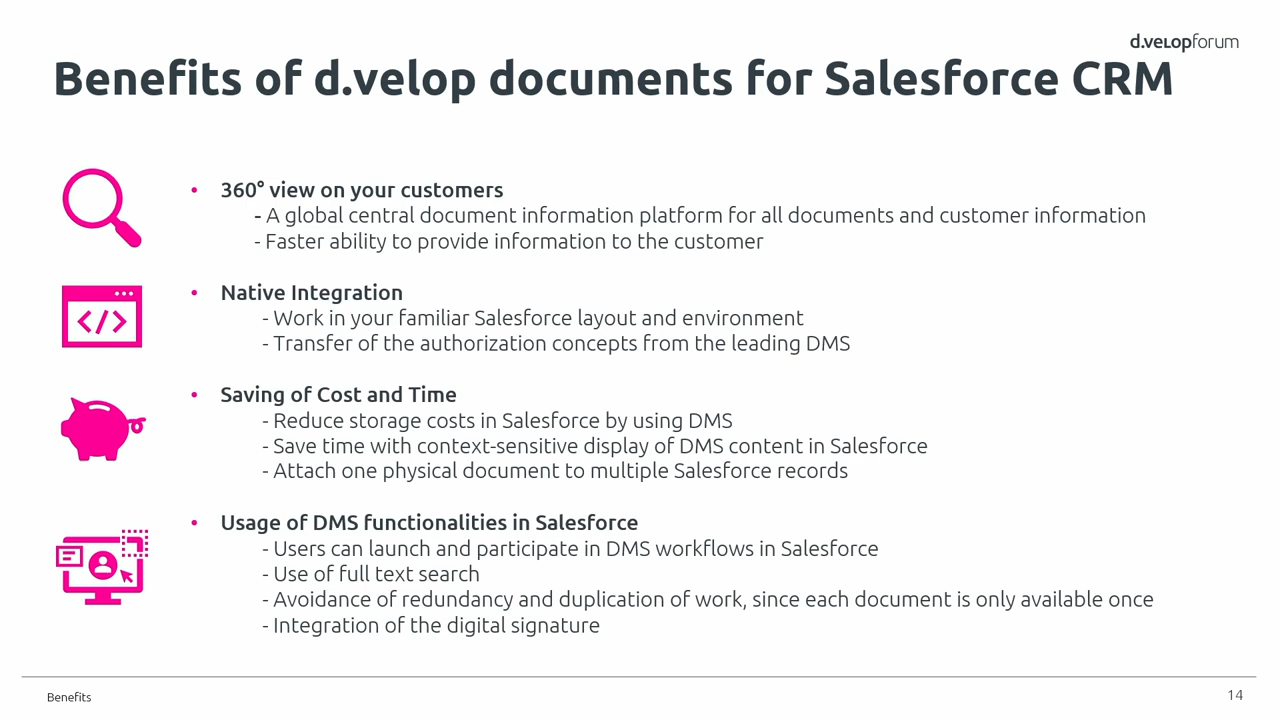 d.velopforum
Benefits of d.velop documents for Salesforce CRM
• 360° view on your customers
- A global central document information platform for all documents and customer information
- Faster ability to provide information to the customer
• Native Integration
- Work in your familiar Salesforce layout and environment
- Transfer of the authorization concepts from the leading DMS
• Saving of Cost and Time
- Reduce storage costs in Salesforce by using DMS
- Save time with context-sensitive display of DMS content in Salesforce
- Attach one physical document to multiple Salesforce records
• Usage of DMS functionalities in Salesforce
- Users can launch and participate in DMS workflows in Salesforce
- Use of full text search
- Avoidance of redundancy and duplication of work, since each document is only available once
- Integration of the digital signature
Benefits
14